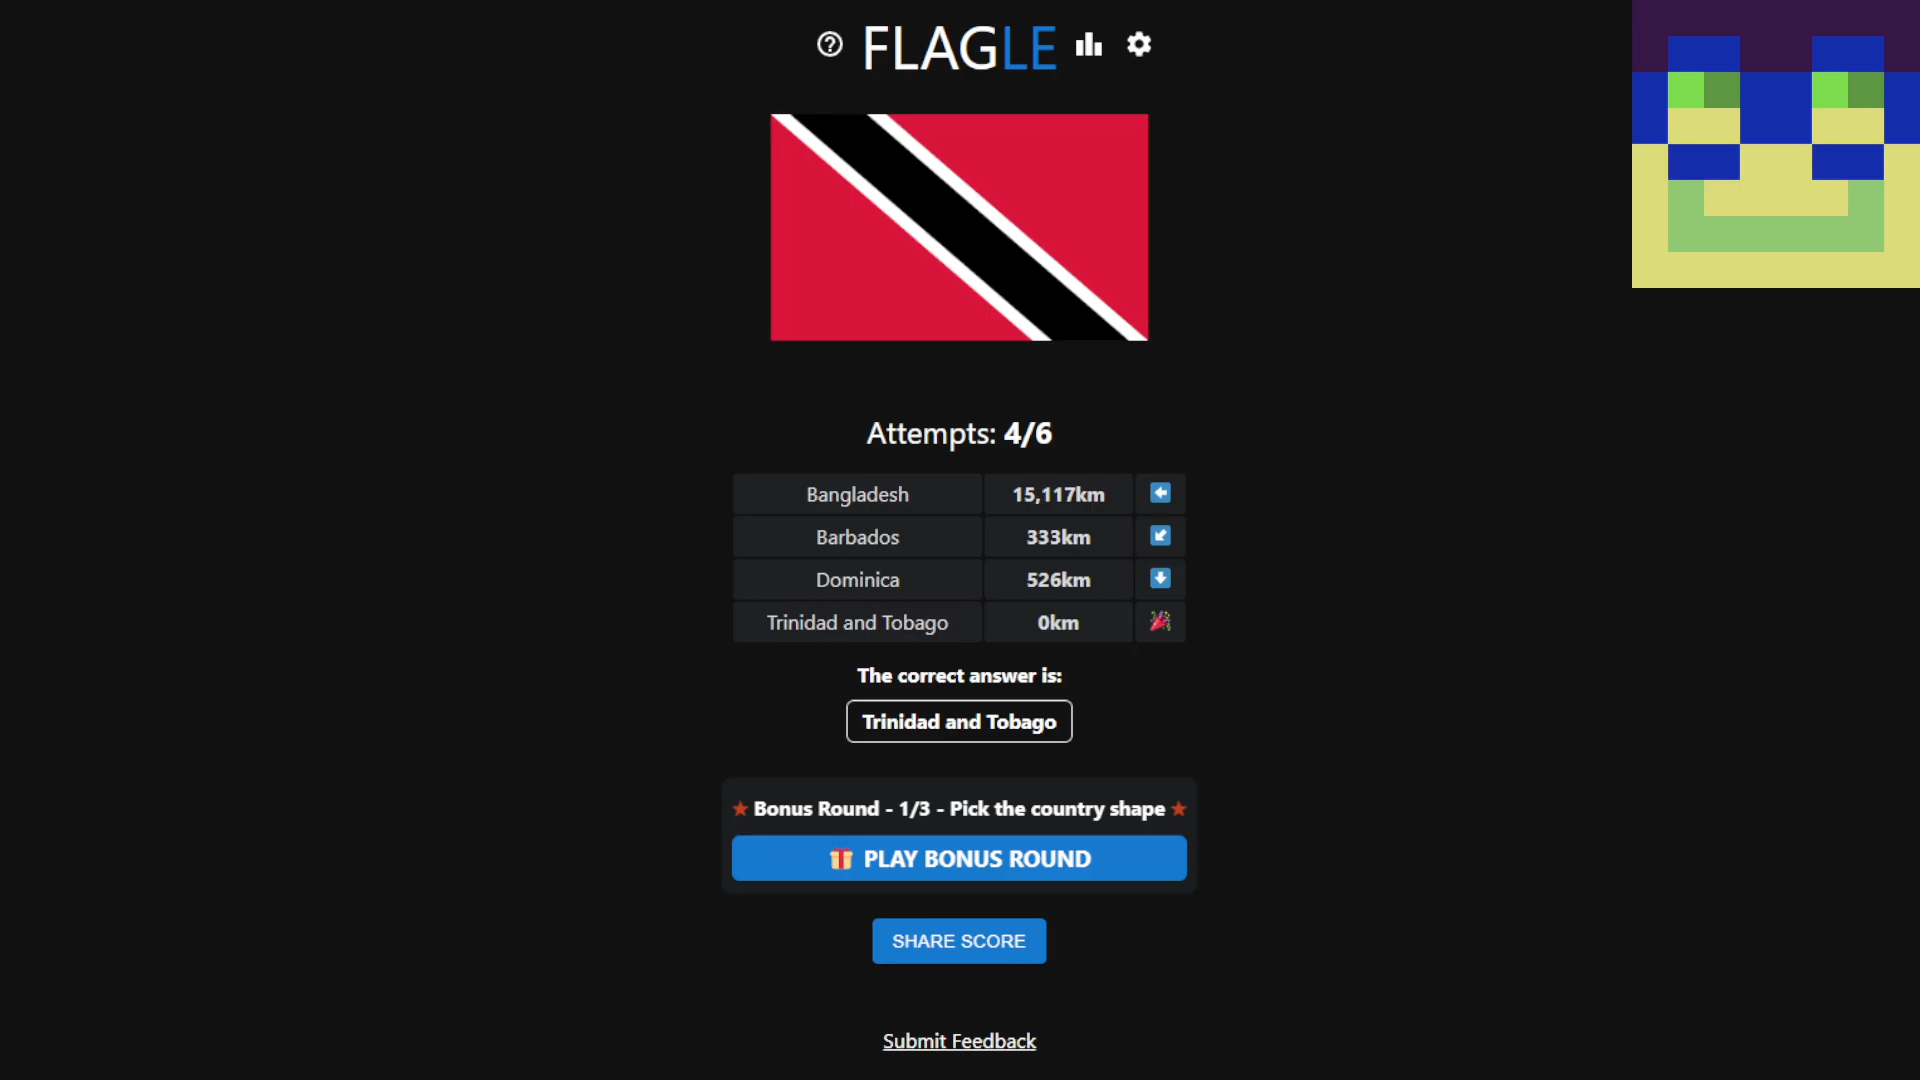 FLAGLE
Attempts: 4/6
Bangladesh 15,117km
Barbados 333km
Dominica 526km
Trinidad and Tobago 0km
The correct answer is:
Trinidad and Tobago
Bonus Round - 1/3 - Pick the country shape
PLAY BONUS ROUND
SHARE SCORE
Submit Feedback